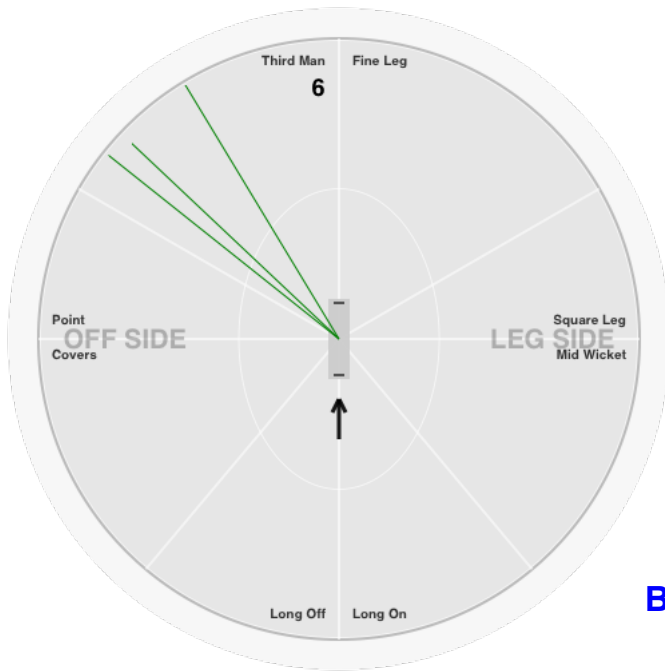 Third Man
Fine Leg
6
Point
OFF SIDE
Covers
Square Leg
LEG SIDE
Mid Wicket
Long Off
Long On
B